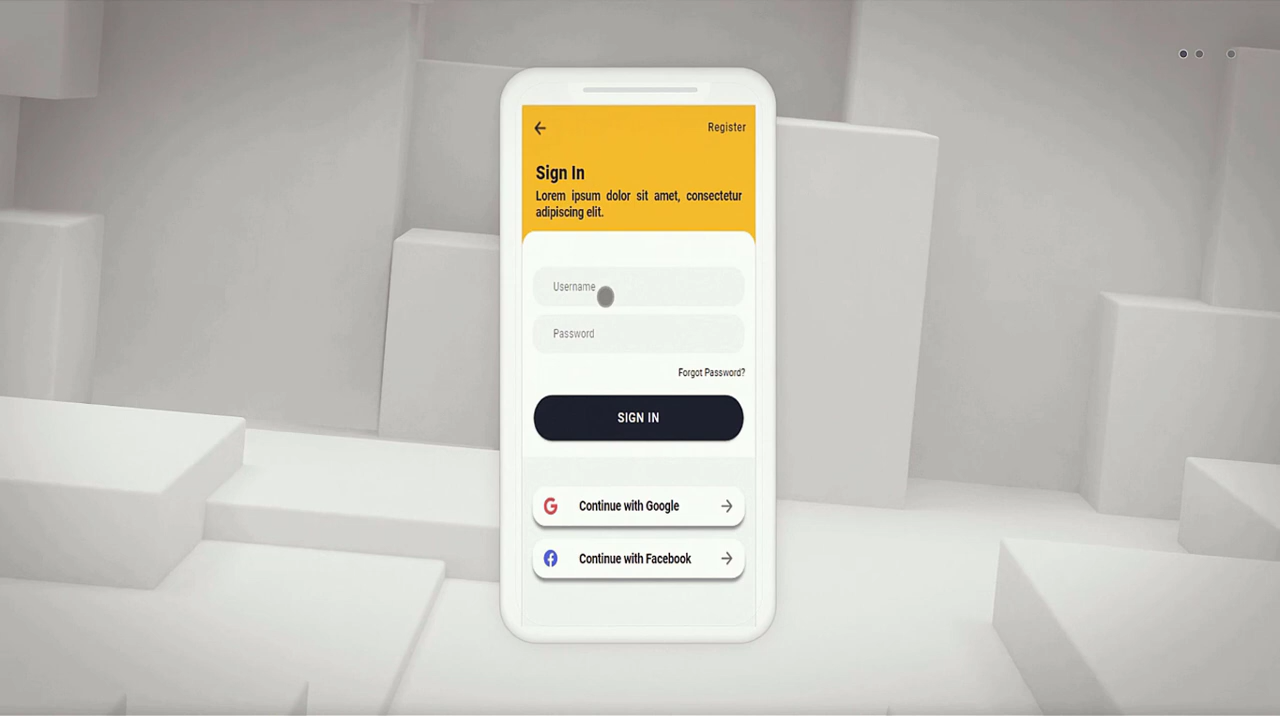 Register
Sign In
Lorem ipsum dolor sit amet, consectetur
adipiscing elit.
Username
Password
Forgot Password?
SIGN IN
Continue with Google
Continue with Facebook